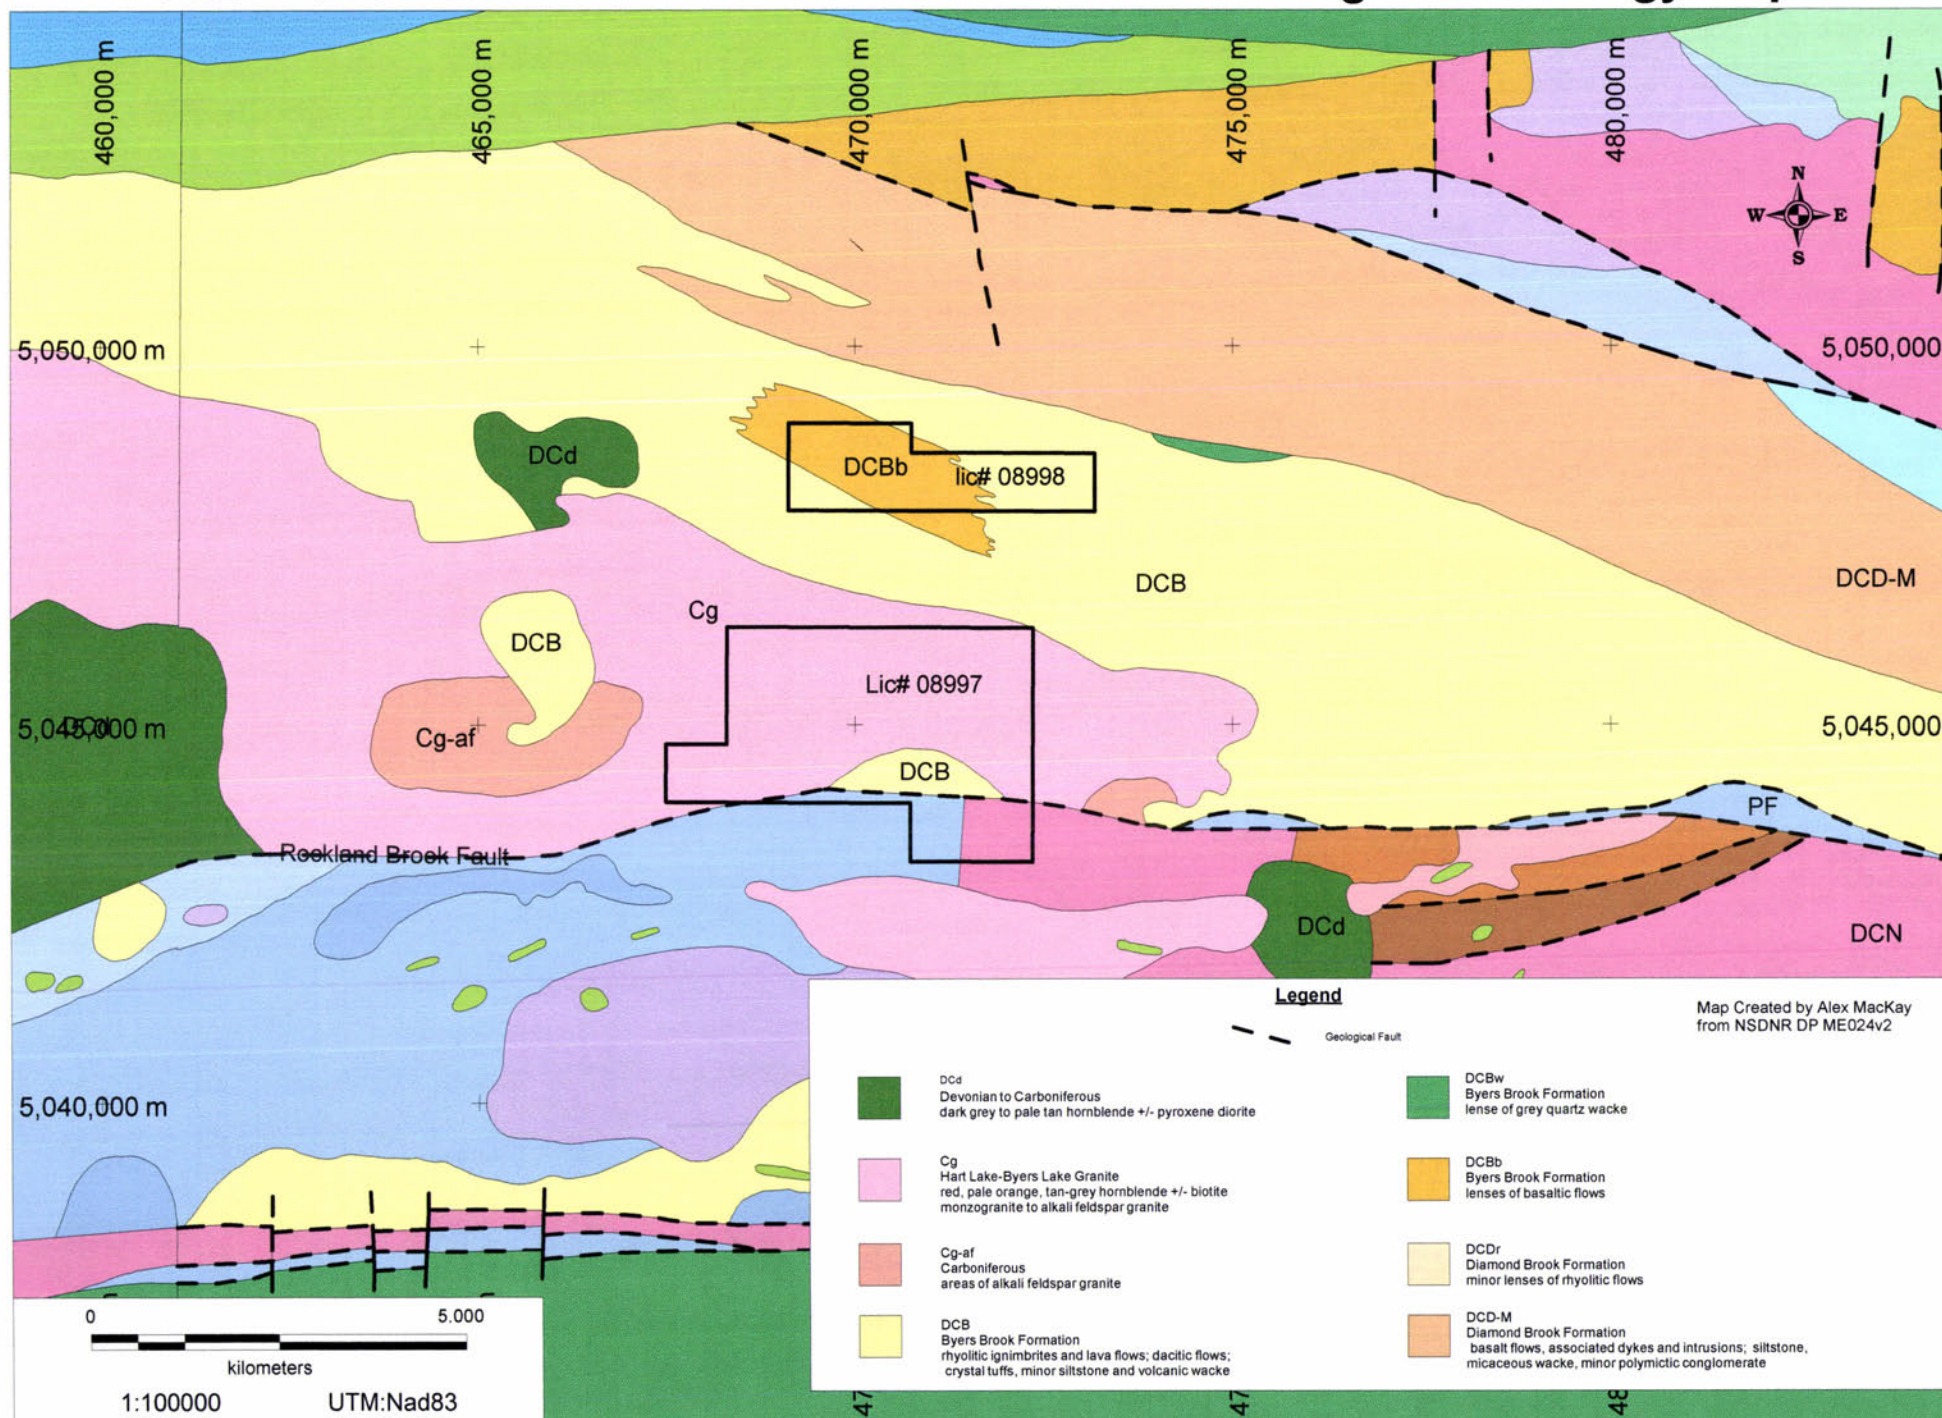 460,000 m
465,000 m
470,000 m
475,000 m
480,000 m
N
W E
S
5,050,000 m
5,050,000
DCd
DCBb
lic# 08998
DCB
DCD-M
Cg
DCB
Lic# 08997
DCd
5,045,000 m
5,045,000
Cg-af
DCB
PF
Rockland Brook Fault
DCd
DCN
5,040,000 m
Legend
Geological Fault
Map Created by Alex MacKay
from NSDNR DP ME024v2
DCd
Devonian to Carboniferous
dark grey to pale tan hornblende +/- pyroxene diorite
Cg
Hart Lake-Byers Lake Granite
red, pale orange, tan-grey hornblende +/- biotite
monzogranite to alkali feldspar granite
Cg-af
Carboniferous
areas of alkali feldspar granite
DCB
Byers Brook Formation
rhyolitic ignimbrites and lava flows; dacitic flows;
crystal tuffs, minor siltstone and volcanic wacke
DCBw
Byers Brook Formation
lense of grey quartz wacke
DCBb
Byers Brook Formation
lenses of basaltic flows
DCDr
Diamond Brook Formation
minor lenses of rhyolitic flows
DCD-M
Diamond Brook Formation
basalt flows, associated dykes and intrusions; siltstone,
micaceous wacke, minor polymictic conglomerate
0 5.000
kilometers
1:100000 UTM:Nad83
47
47
48